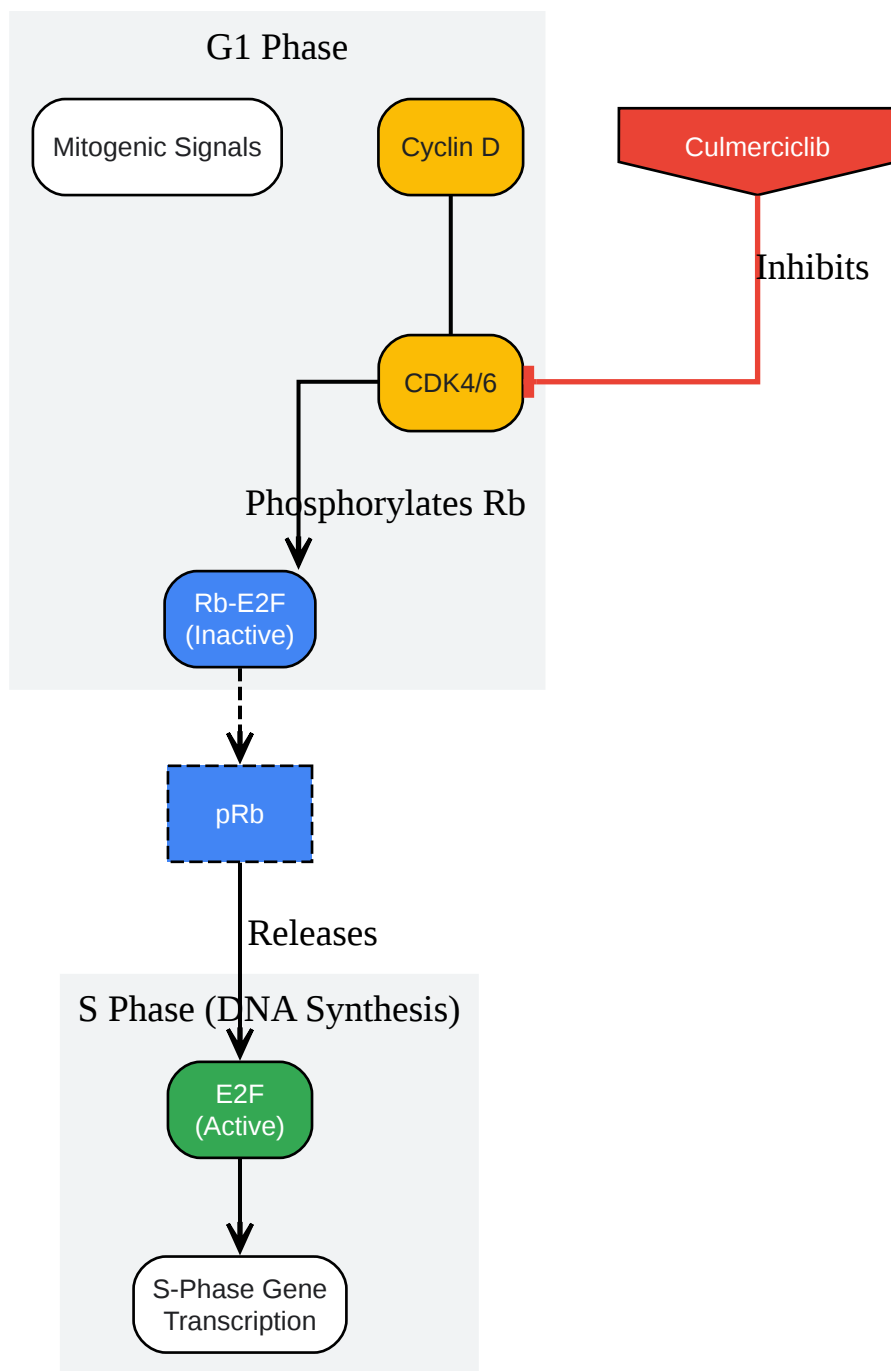 G1 Phase
Mitogenic Signals
Cyclin D
Culmerciclib
Inhibits
CDK4/6
Phosphorylates Rb
Rb-E2F
(Inactive)
pRb
Releases
S Phase (DNA Synthesis)
E2F
(Active)
S-Phase Gene
Transcription